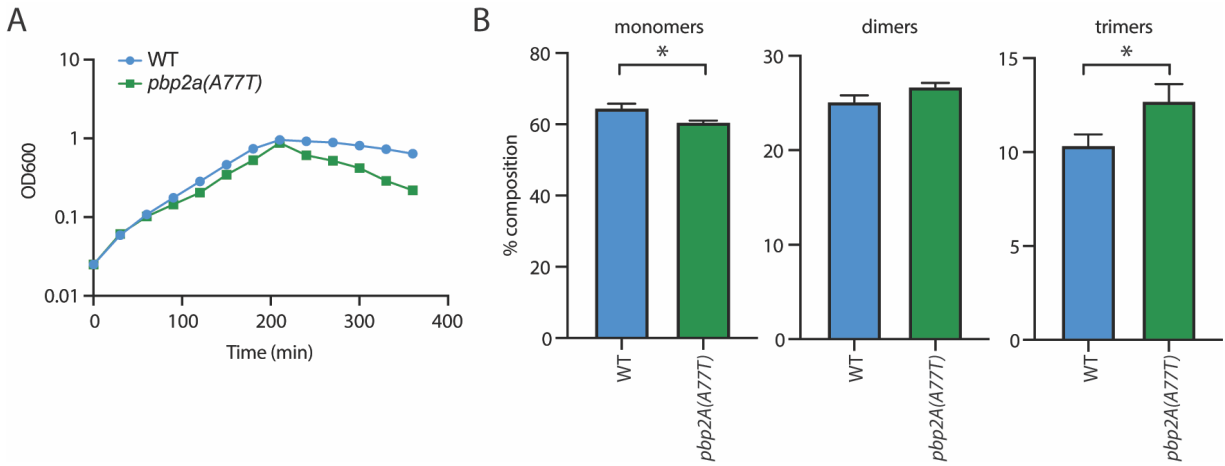 A
WT
pbp2a(A77T)
10
1
0.1
0.01
OD600
0
100
200
300
400
Time (min)
B
monomers
*
80
60
40
20
0
% composition
WT
pbp2A(A77T)
dimers
30
20
10
0
WT
pbp2A(A77T)
trimers
*
15
10
5
0
WT
pbp2A(A77T)